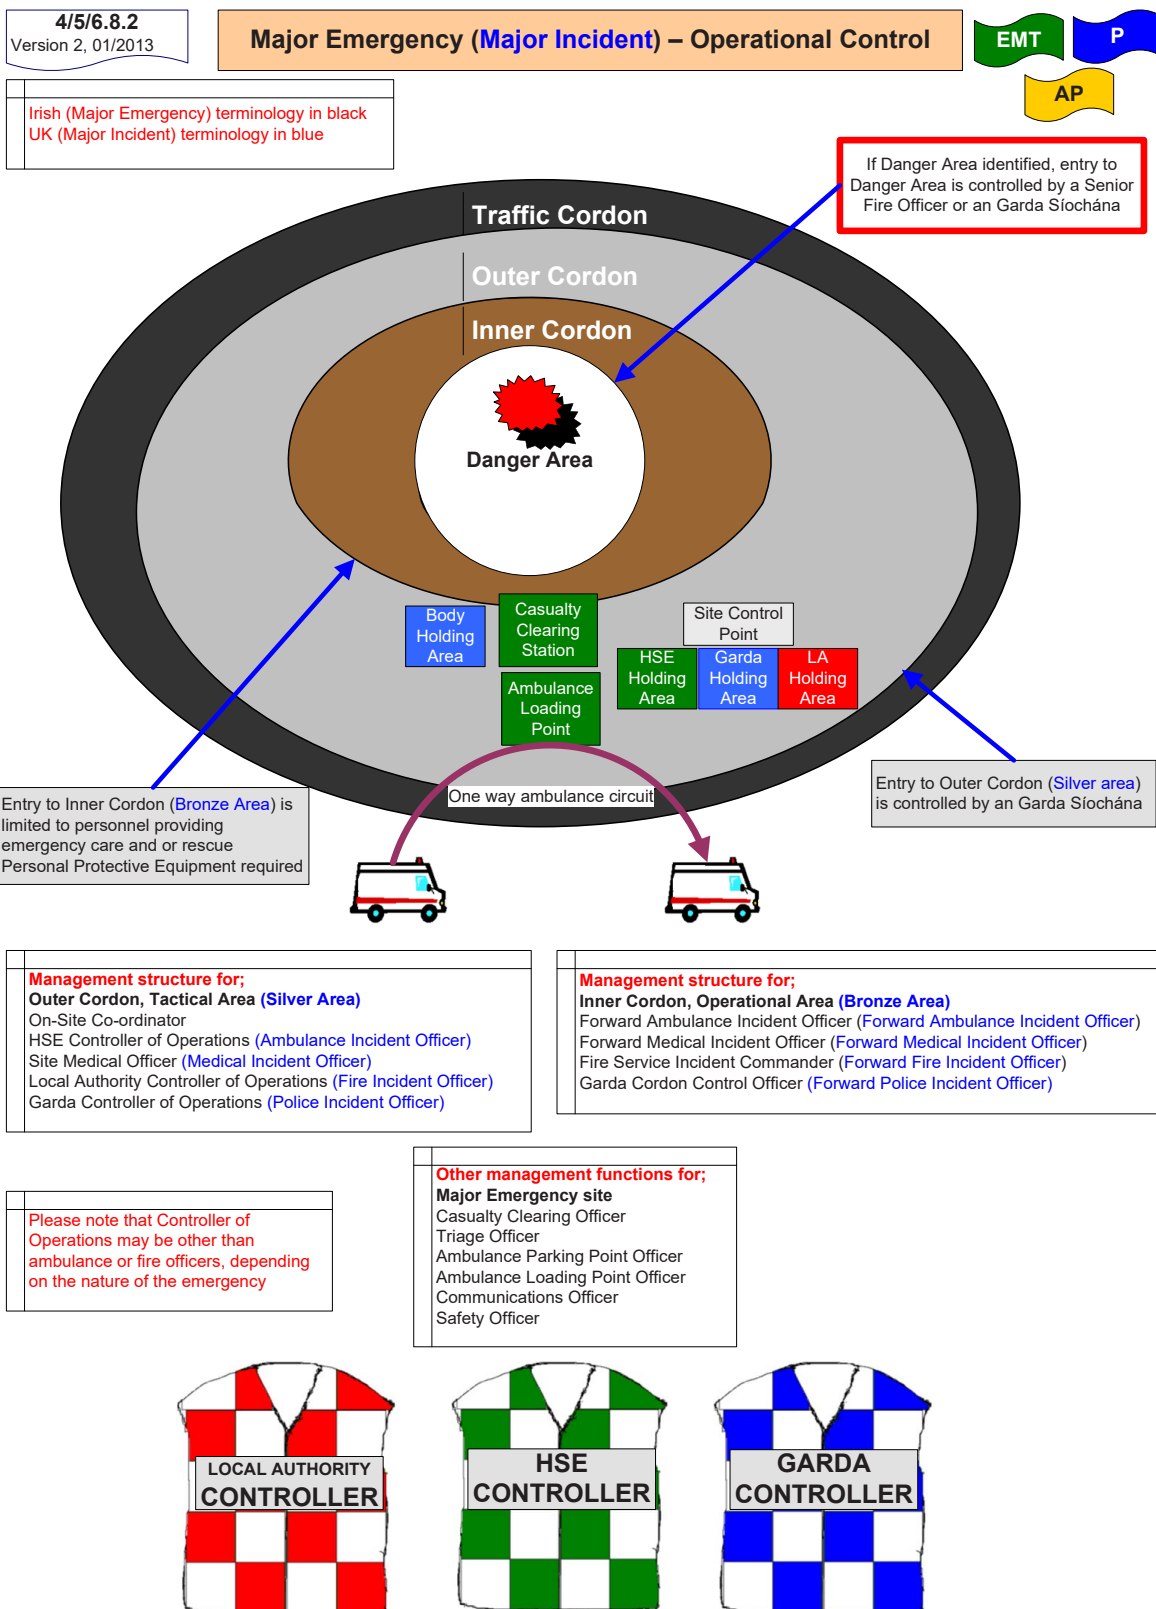 4/5/6.8.2
Version 2, 01/2013
Major Emergency (Major Incident) – Operational Control
EMT
P
AP
Irish (Major Emergency) terminology in black
UK (Major Incident) terminology in blue
If Danger Area identified, entry to
Danger Area is controlled by a Senior
Fire Officer or an Garda Síochána
Traffic Cordon
Outer Cordon
Inner Cordon
Danger Area
Body
Holding
Area
Casualty
Clearing
Station
Ambulance
Loading
Point
Site Control
Point
HSE
Holding
Area
Garda
Holding
Area
LA
Holding
Area
One way ambulance circuit
Entry to Inner Cordon (Bronze Area) is
limited to personnel providing
emergency care and or rescue
Personal Protective Equipment required
Entry to Outer Cordon (Silver area)
is controlled by an Garda Síochána
Management structure for;
Outer Cordon, Tactical Area (Silver Area)
On-Site Co-ordinator
HSE Controller of Operations (Ambulance Incident Officer)
Site Medical Officer (Medical Incident Officer)
Local Authority Controller of Operations (Fire Incident Officer)
Garda Controller of Operations (Police Incident Officer)
Management structure for;
Inner Cordon, Operational Area (Bronze Area)
Forward Ambulance Incident Officer (Forward Ambulance Incident Officer)
Forward Medical Incident Officer (Forward Medical Incident Officer)
Fire Service Incident Commander (Forward Fire Incident Officer)
Garda Cordon Control Officer (Forward Police Incident Officer)
Please note that Controller of
Operations may be other than
ambulance or fire officers, depending
on the nature of the emergency
Other management functions for;
Major Emergency site
Casualty Clearing Officer
Triage Officer
Ambulance Parking Point Officer
Ambulance Loading Point Officer
Communications Officer
Safety Officer
LOCAL AUTHORITY
CONTROLLER
HSE
CONTROLLER
GARDA
CONTROLLER